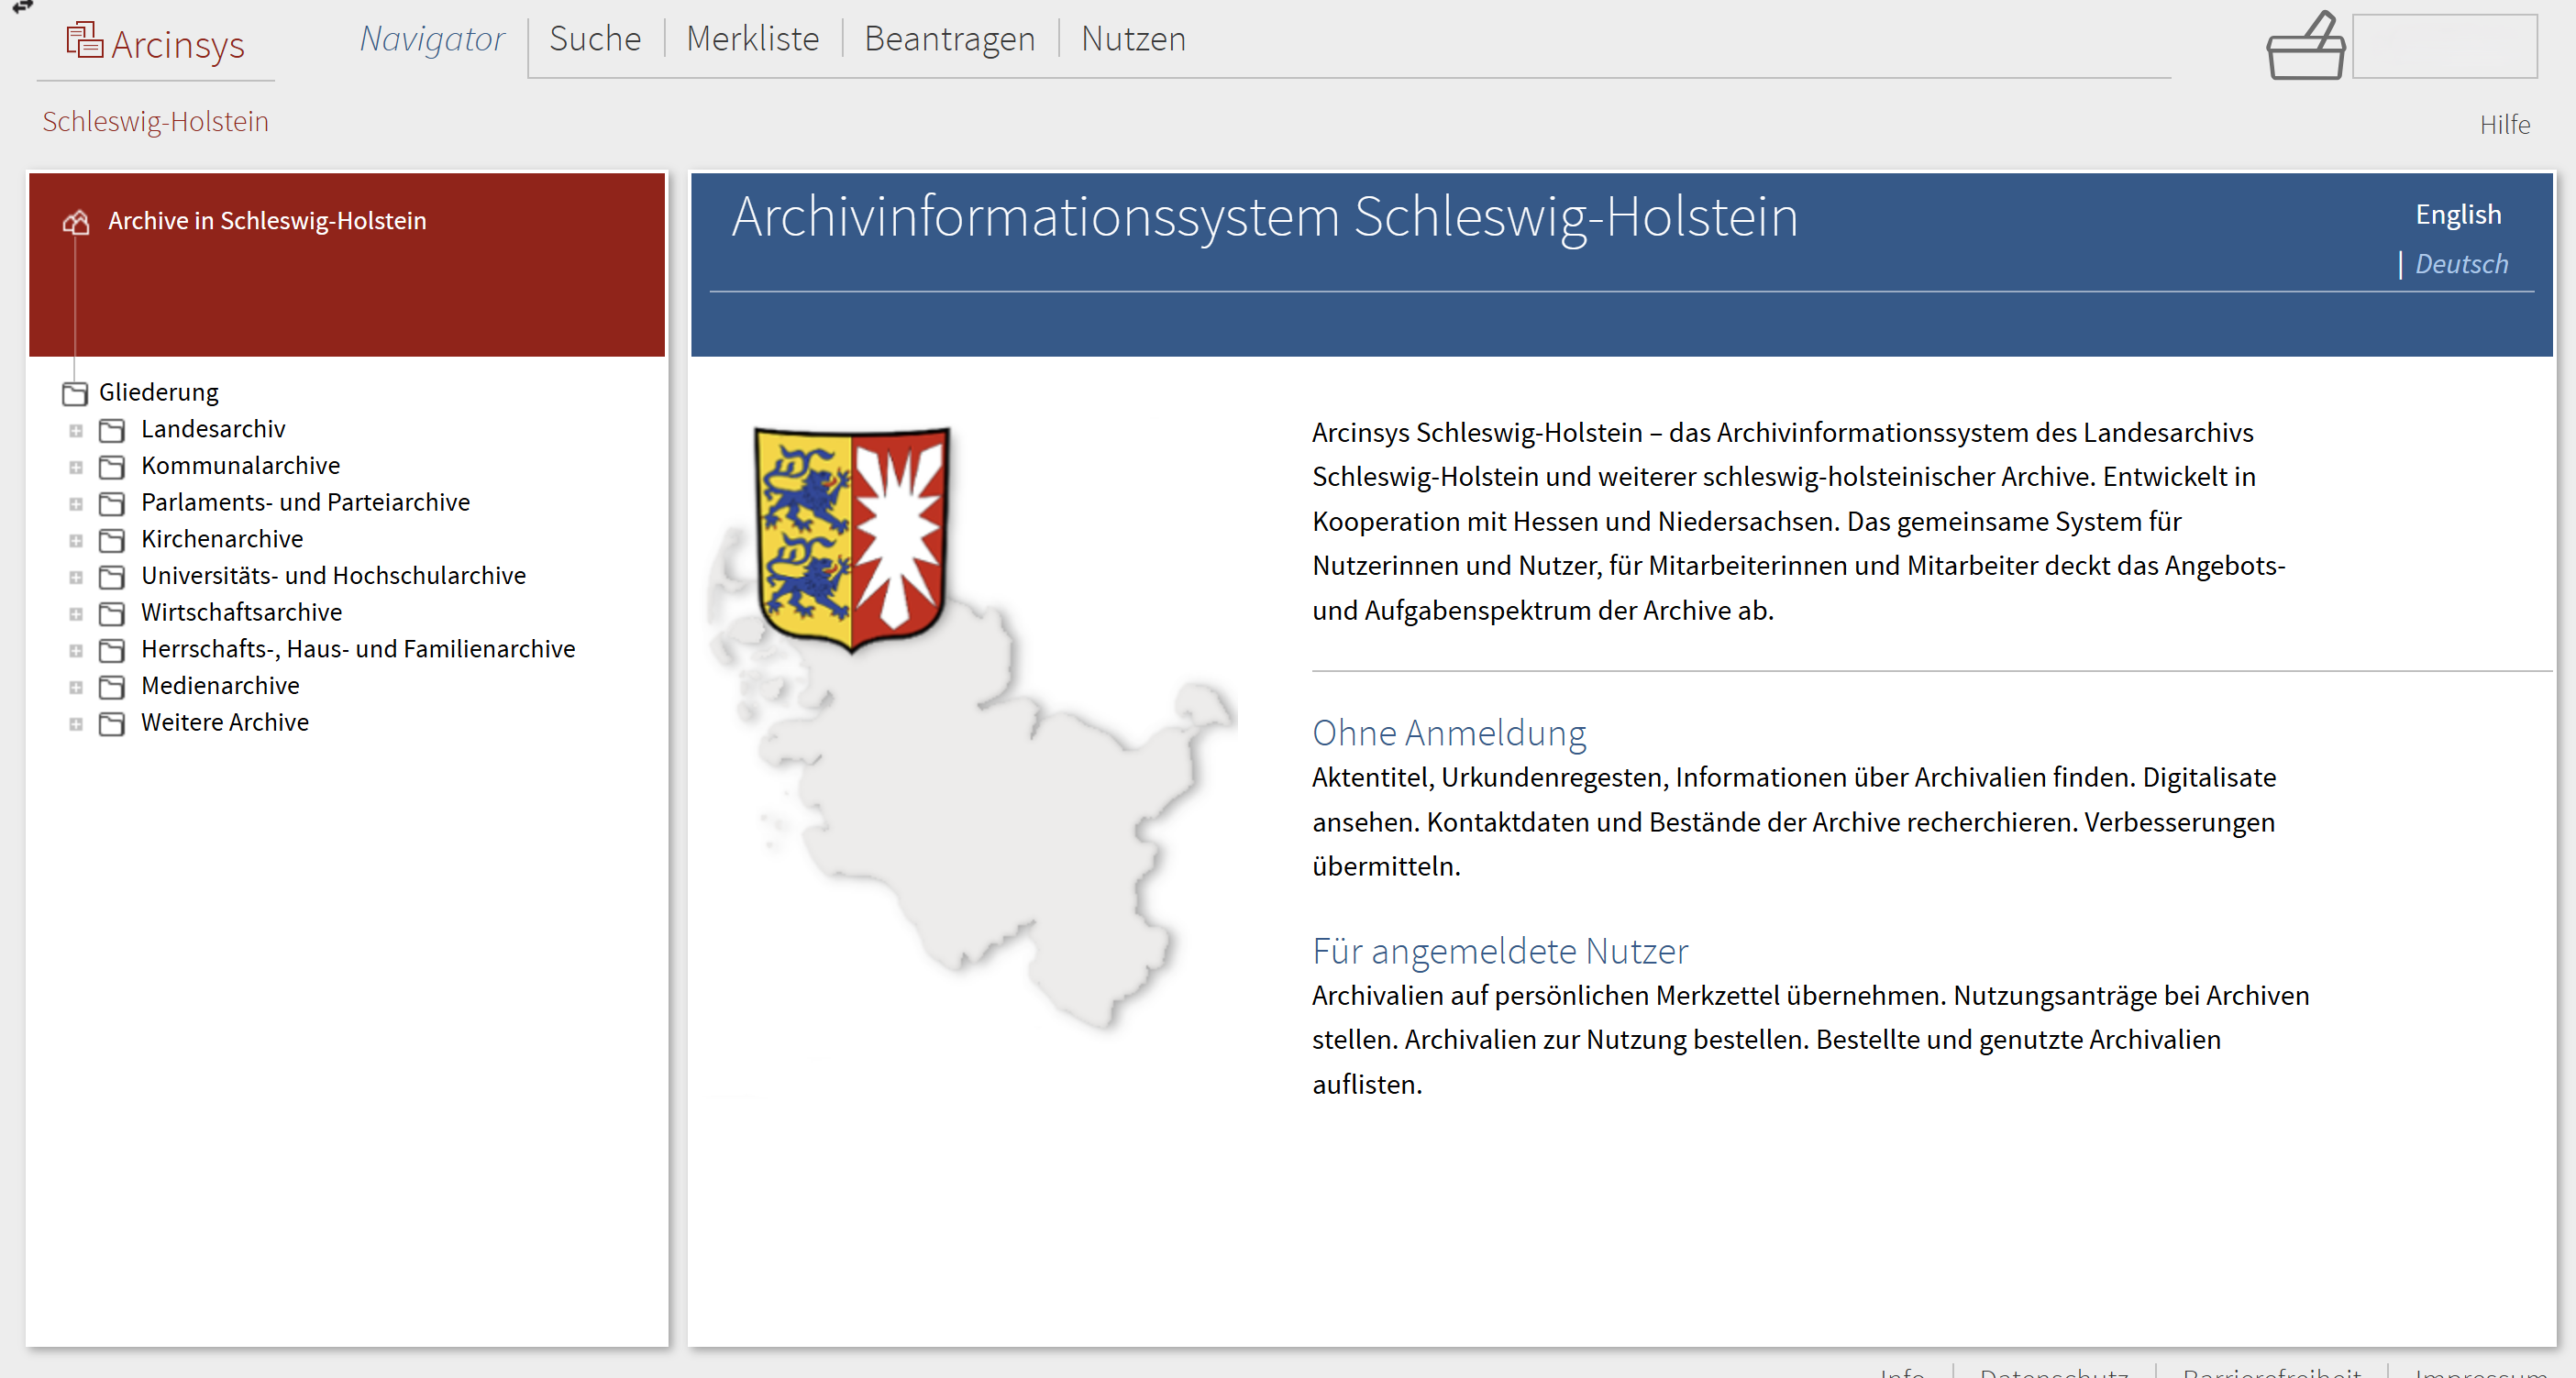 Arcinsys
Navigator
Suche
Merkliste
Beantragen
Nutzen
Schleswig-Holstein
Hilfe
Archive in Schleswig-Holstein
Gliederung
Landesarchiv
Kommunalarchive
Parlaments- und Parteiarchive
Kirchenarchive
Universitäts- und Hochschularchive
Wirtschaftsarchive
Herrschafts-, Haus- und Familienarchive
Medienarchive
Weitere Archive
Archivinformationssystem Schleswig-Holstein
English
| Deutsch
Arcinsys Schleswig-Holstein – das Archivinformationssystem des Landesarchivs
Schleswig-Holstein und weiterer schleswig-holsteinischer Archive. Entwickelt in
Kooperation mit Hessen und Niedersachsen. Das gemeinsame System für
Nutzerinnen und Nutzer, für Mitarbeiterinnen und Mitarbeiter deckt das Angebots-
und Aufgabenspektrum der Archive ab.
Ohne Anmeldung
Aktentitel, Urkundenregesten, Informationen über Archivalien finden. Digitalisate
ansehen. Kontaktdaten und Bestände der Archive recherchieren. Verbesserungen
übermitteln.
Für angemeldete Nutzer
Archivalien auf persönlichen Merkzettel übernehmen. Nutzungsanträge bei Archiven
stellen. Archivalien zur Nutzung bestellen. Bestellte und genutzte Archivalien
auflisten.
Info
Datenschutz
Barrierefreiheit
Impressum